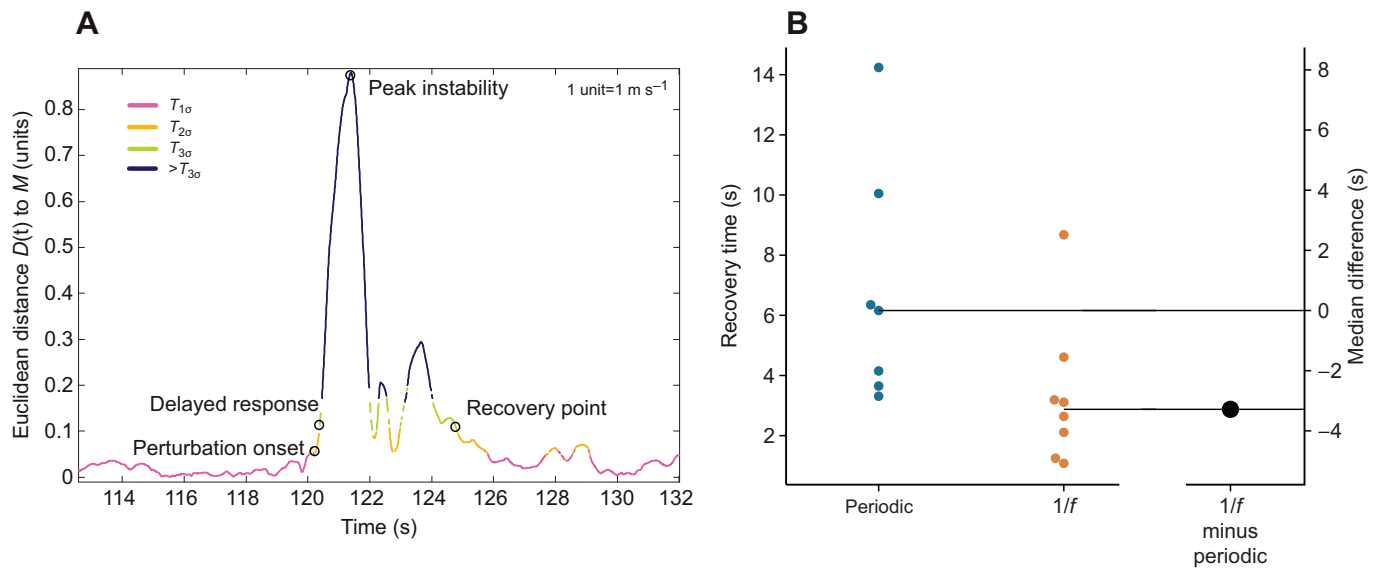 A
Euclidean distance D(t) to M (units)
0.8
0.7
0.6
0.5
0.4
0.3
0.2
0.1
0
T1σ
T2σ
T3σ
>T3σ
Peak instability
1 unit=1 m s⁻¹
Delayed response
Perturbation onset
Recovery point
114 116 118 120 122 124 126 128 130 132
Time (s)
B
Recovery time (s)
14
12
10
8
6
4
2
8
6
4
2
0
−2
−4
Median difference (s)
Periodic
1/f
1/f
minus
periodic